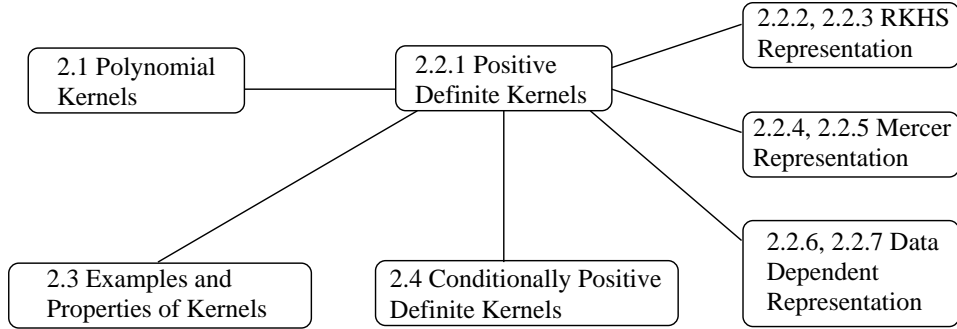 2.1 Polynomial
Kernels
2.2.1 Positive
Definite Kernels
2.2.2, 2.2.3 RKHS
Representation
2.2.4, 2.2.5 Mercer
Representation
2.2.6, 2.2.7 Data
Dependent
Representation
2.3 Examples and
Properties of Kernels
2.4 Conditionally Positive
Definite Kernels